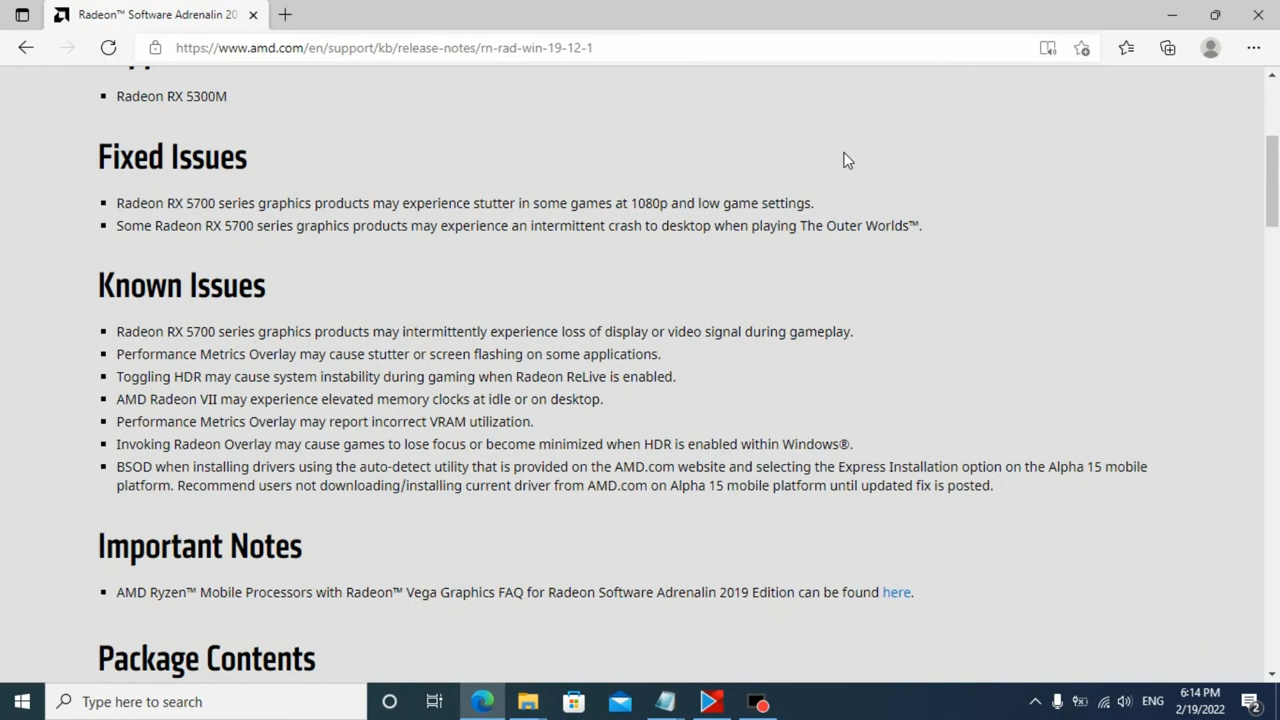 Radeon™ Software Adrenalin 20
https://www.amd.com/en/support/kb/release-notes/rn-rad-win-19-12-1
▪ Radeon RX 5300M
Fixed Issues
▪ Radeon RX 5700 series graphics products may experience stutter in some games at 1080p and low game settings.
▪ Some Radeon RX 5700 series graphics products may experience an intermittent crash to desktop when playing The Outer Worlds™.
Known Issues
▪ Radeon RX 5700 series graphics products may intermittently experience loss of display or video signal during gameplay.
▪ Performance Metrics Overlay may cause stutter or screen flashing on some applications.
▪ Toggling HDR may cause system instability during gaming when Radeon ReLive is enabled.
▪ AMD Radeon VII may experience elevated memory clocks at idle or on desktop.
▪ Performance Metrics Overlay may report incorrect VRAM utilization.
▪ Invoking Radeon Overlay may cause games to lose focus or become minimized when HDR is enabled within Windows®.
▪ BSOD when installing drivers using the auto-detect utility that is provided on the AMD.com website and selecting the Express Installation option on the Alpha 15 mobile
platform. Recommend users not downloading/installing current driver from AMD.com on Alpha 15 mobile platform until updated fix is posted.
Important Notes
▪ AMD Ryzen™ Mobile Processors with Radeon™ Vega Graphics FAQ for Radeon Software Adrenalin 2019 Edition can be found here.
Package Contents
Type here to search
ENG
6:14 PM
2/19/2022
2